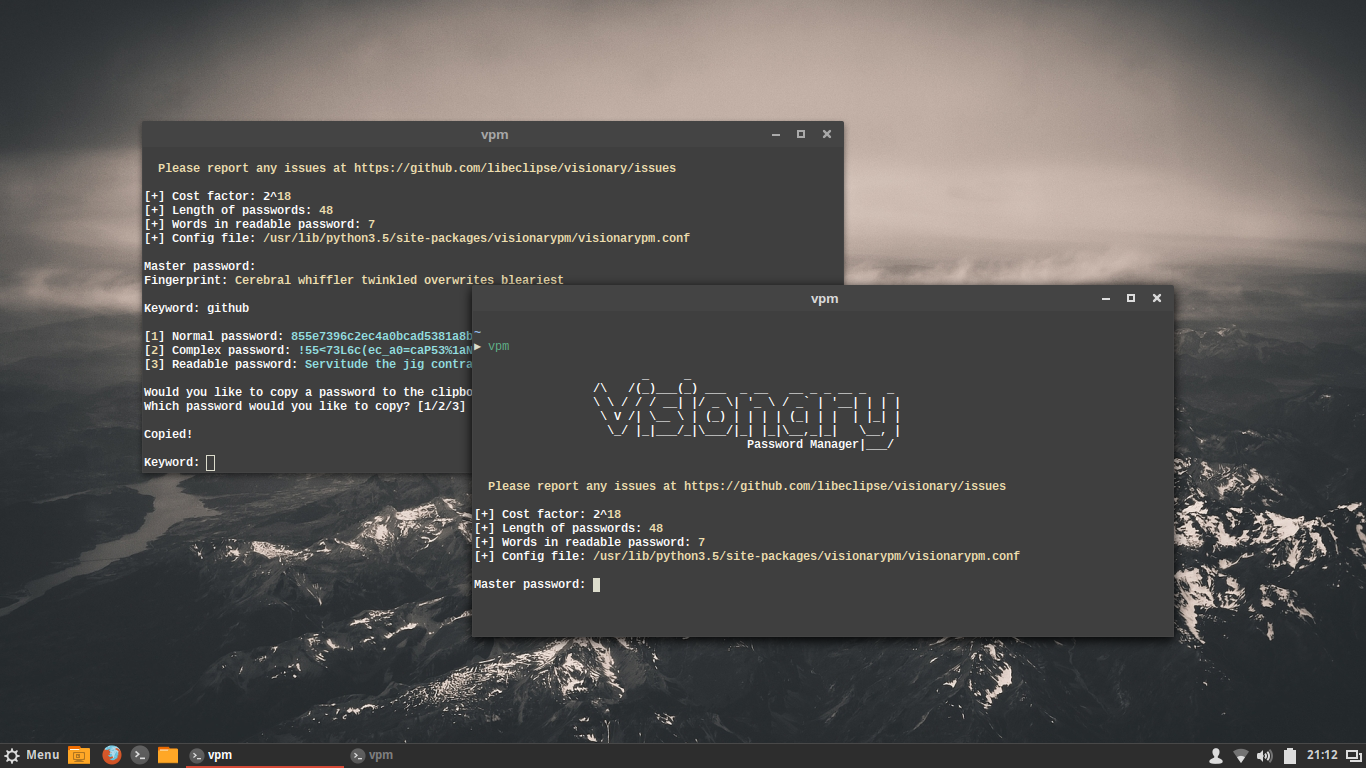 vpm
Please report any issues at https://github.com/libeclipse/visionary/issues
[+] Cost factor: 2^18
[+] Length of passwords: 48
[+] Words in readable password: 7
[+] Config file: /usr/lib/python3.5/site-packages/visionarypm/visionarypm.conf
Master password:
Fingerprint: Cerebral whiffler twinkled overwrites bleariest
Keyword: github
[1] Normal password: 855e7396c2ec4a0bcad5381a8b
[2] Complex password: !55<73L6c(ec_a0=caP53%1aN
[3] Readable password: Servitude the jig contra
Would you like to copy a password to the clipbo
Which password would you like to copy? [1/2/3]
Copied!
Keyword:
vpm
~
▶ vpm
Visionary
Password Manager
Please report any issues at https://github.com/libeclipse/visionary/issues
[+] Cost factor: 2^18
[+] Length of passwords: 48
[+] Words in readable password: 7
[+] Config file: /usr/lib/python3.5/site-packages/visionarypm/visionarypm.conf
Master password:
Menu vpm vpm 21:12